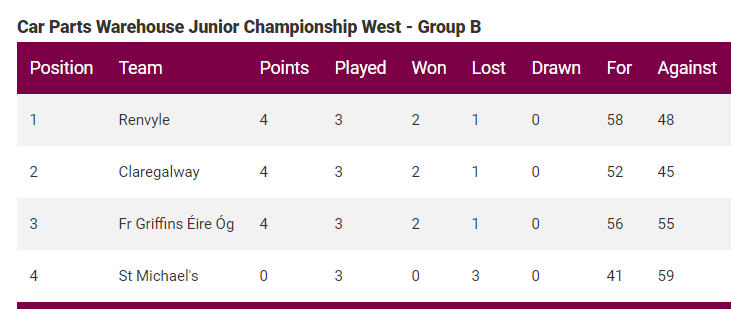 Car Parts Warehouse Junior Championship West - Group B
Position Team Points Played Won Lost Drawn For Against
1 Renvyle 4 3 2 1 0 58 48
2 Claregalway 4 3 2 1 0 52 45
3 Fr Griffins Éire Óg 4 3 2 1 0 56 55
4 St Michael's 0 3 0 3 0 41 59